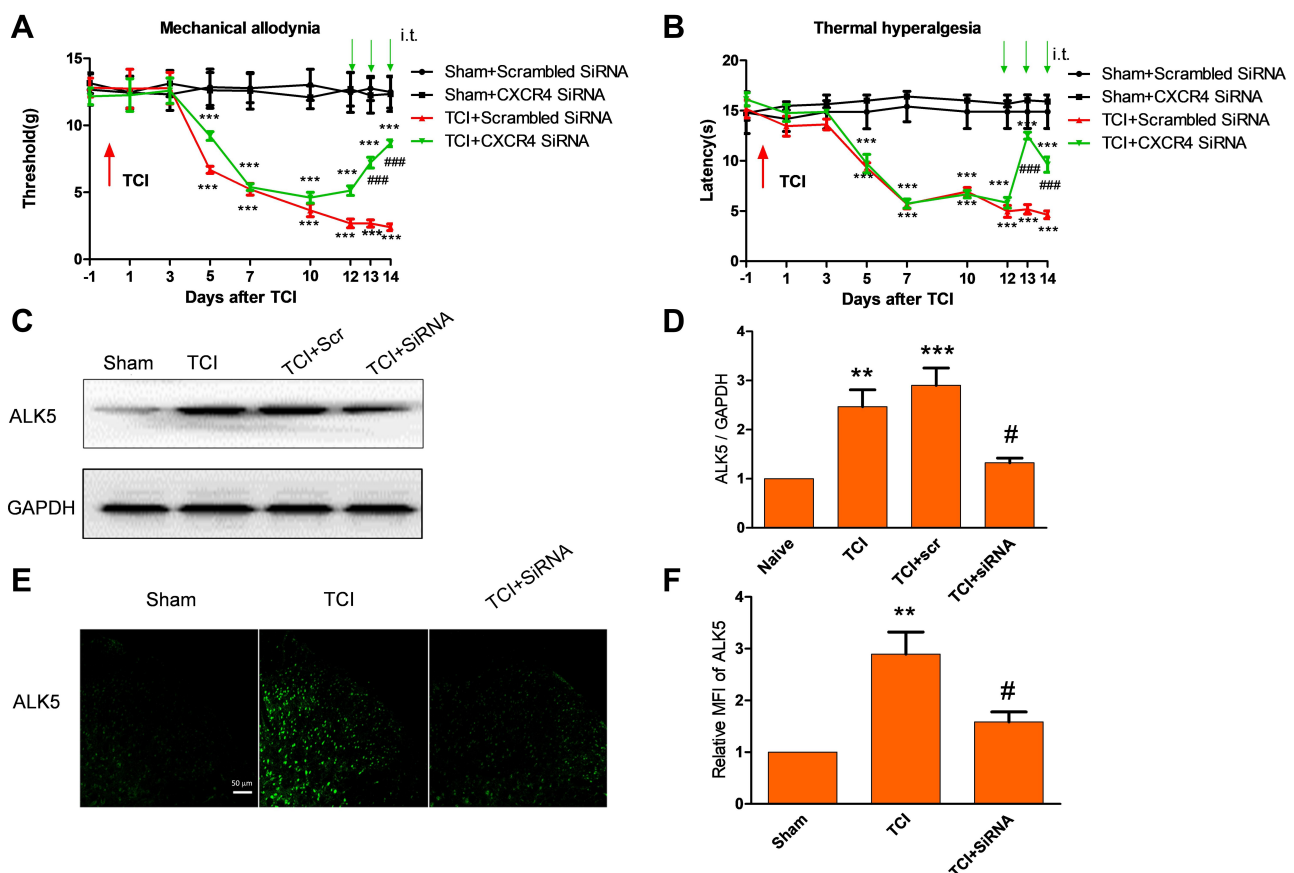 A
Mechanical allodynia
i.t.
15
10
5
0
Threshold(g)
TCI
***
***
***
***
***
***
***
***
***
***
***
***
###
###
-1 1 3 5 7 10 12 13 14
Days after TCI
Sham+Scrambled SiRNA
Sham+CXCR4 SiRNA
TCI+Scrambled SiRNA
TCI+CXCR4 SiRNA
B
Thermal hyperalgesia
i.t.
20
15
10
5
0
Latency(s)
TCI
***
***
***
***
***
***
***
***
***
***
***
***
###
###
-1 1 3 5 7 10 12 13 14
Days after TCI
Sham+Scrambled SiRNA
Sham+CXCR4 SiRNA
TCI+Scrambled SiRNA
TCI+CXCR4 SiRNA
C
Sham TCI TCI+Scr TCI+SiRNA
ALK5
GAPDH
D
ALK5 / GAPDH
4
3
2
1
0
**
***
#
Naive TCI TCI+scr TCI+siRNA
E
Sham TCI TCI+SiRNA
ALK5
50 μm
F
Relative MFI of ALK5
4
3
2
1
0
**
#
Sham TCI TCI+SiRNA